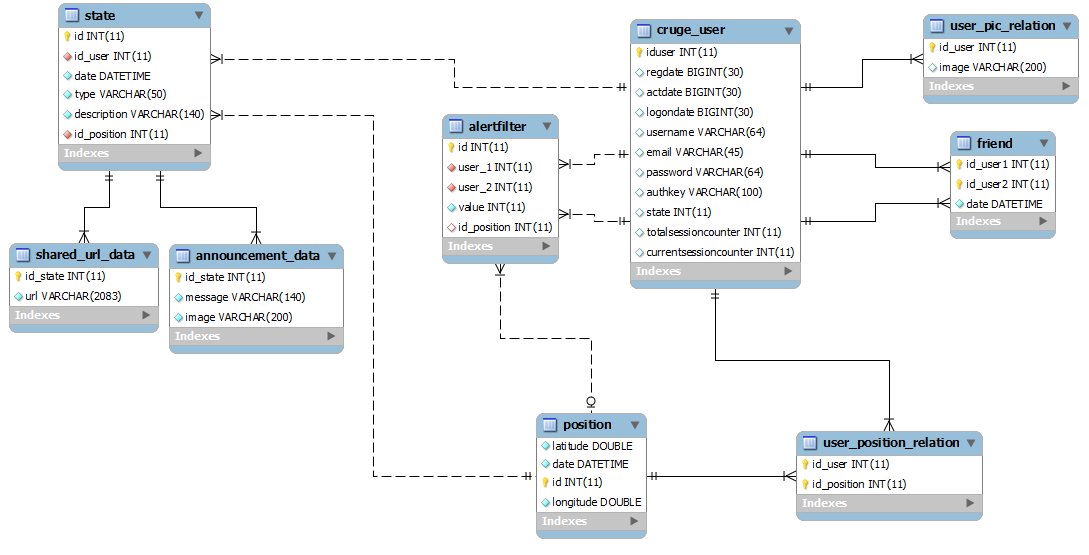 state
id INT(11)
id_user INT(11)
date DATETIME
type VARCHAR(50)
description VARCHAR(140)
id_position INT(11)
Indexes
shared_url_data
id_state INT(11)
url VARCHAR(2083)
Indexes
announcement_data
id_state INT(11)
message VARCHAR(140)
image VARCHAR(200)
Indexes
alertfilter
id INT(11)
user_1 INT(11)
user_2 INT(11)
value INT(11)
id_position INT(11)
Indexes
cruge_user
iduser INT(11)
regdate BIGINT(30)
actdate BIGINT(30)
logondate BIGINT(30)
username VARCHAR(64)
email VARCHAR(45)
password VARCHAR(64)
authkey VARCHAR(100)
state INT(11)
totalsessioncounter INT(11)
currentsessioncounter INT(11)
Indexes
user_pic_relation
id_user INT(11)
image VARCHAR(200)
Indexes
friend
id_user1 INT(11)
id_user2 INT(11)
date DATETIME
Indexes
position
latitude DOUBLE
date DATETIME
id INT(11)
longitude DOUBLE
Indexes
user_position_relation
id_user INT(11)
id_position INT(11)
Indexes